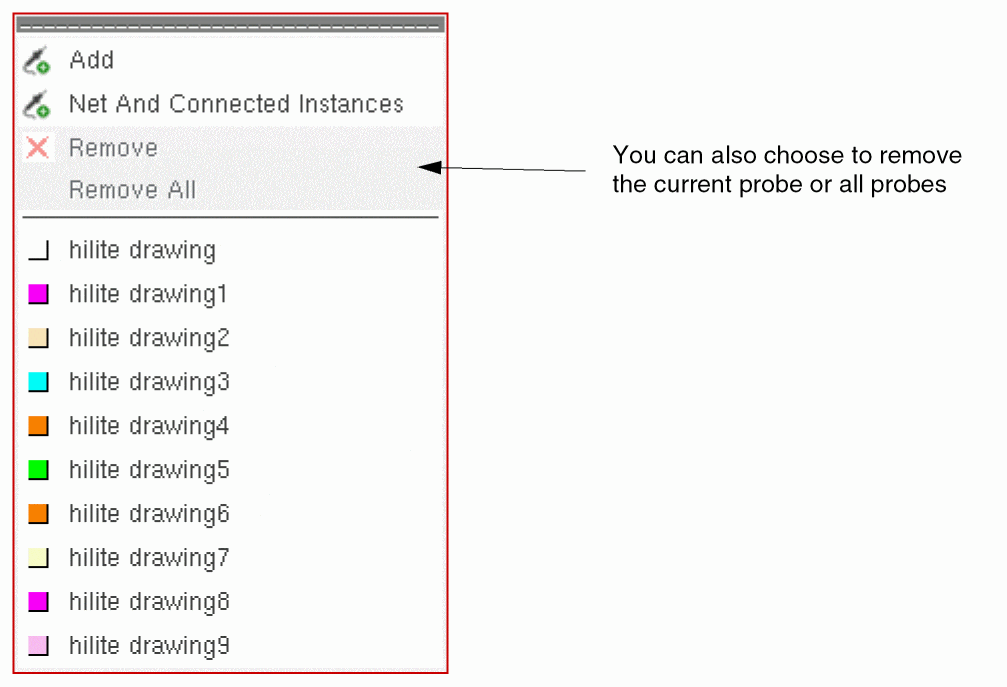 Add
Net And Connected Instances
Remove
Remove All
You can also choose to remove
the current probe or all probes
hilite drawing
hilite drawing1
hilite drawing2
hilite drawing3
hilite drawing4
hilite drawing5
hilite drawing6
hilite drawing7
hilite drawing8
hilite drawing9